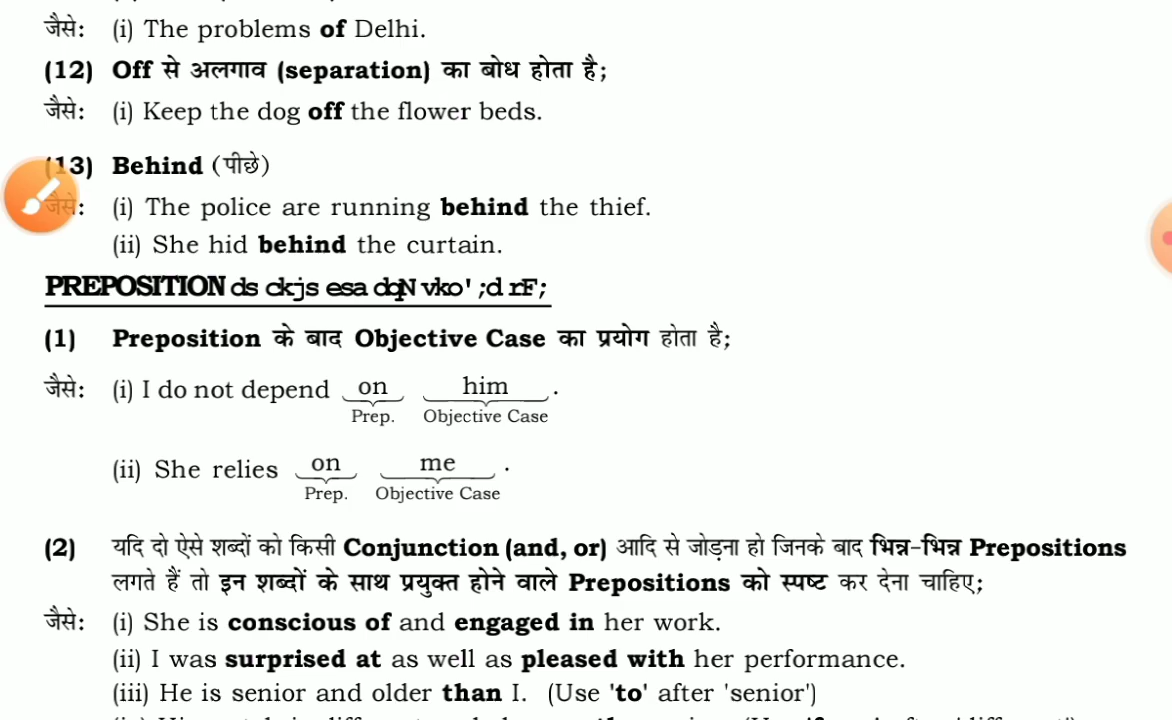 जैसे: (i) The problems of Delhi.
(12) Off से अलगाव (separation) का बोध होता है;
जैसे: (i) Keep the dog off the flower beds.
(13) Behind (पीछे)
जैसे: (i) The police are running behind the thief.
(ii) She hid behind the curtain.
PREPOSITION ds ckjs esa dqN vko';d rF;
(1) Preposition के बाद Objective Case का प्रयोग होता है;
जैसे: (i) I do not depend on him.
Prep. Objective Case
(ii) She relies on me.
Prep. Objective Case
(2) यदि दो ऐसे शब्दों को किसी Conjunction (and, or) आदि से जोड़ना हो जिनके बाद भिन्न-भिन्न Prepositions
लगते हैं तो इन शब्दों के साथ प्रयुक्त होने वाले Prepositions को स्पष्ट कर देना चाहिए;
जैसे: (i) She is conscious of and engaged in her work.
(ii) I was surprised at as well as pleased with her performance.
(iii) He is senior and older than I. (Use 'to' after 'senior')